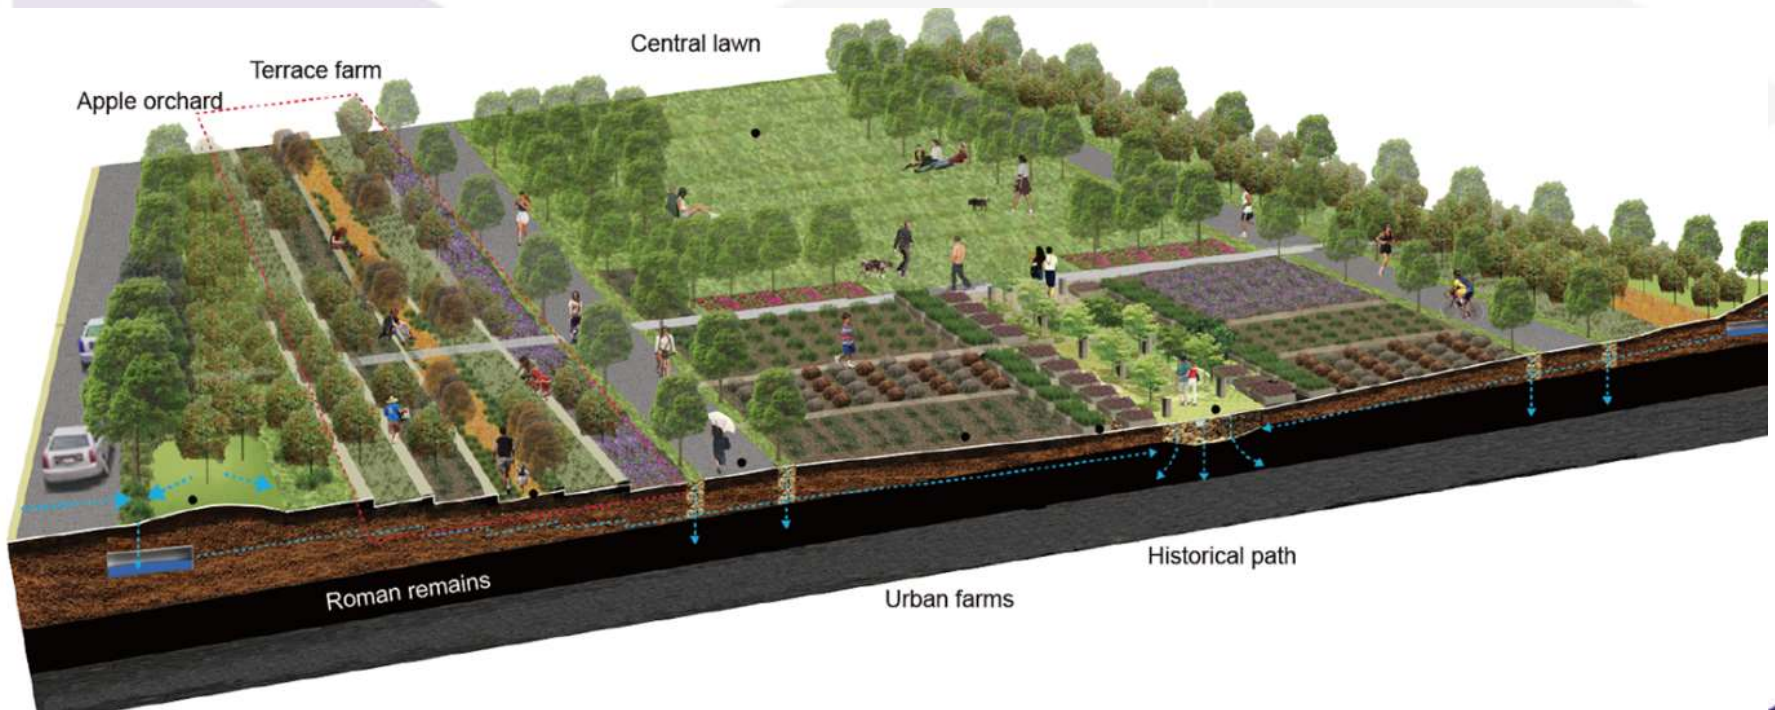 Central lawn
Terrace farm
Apple orchard
Historical path
Roman remains
Urban farms